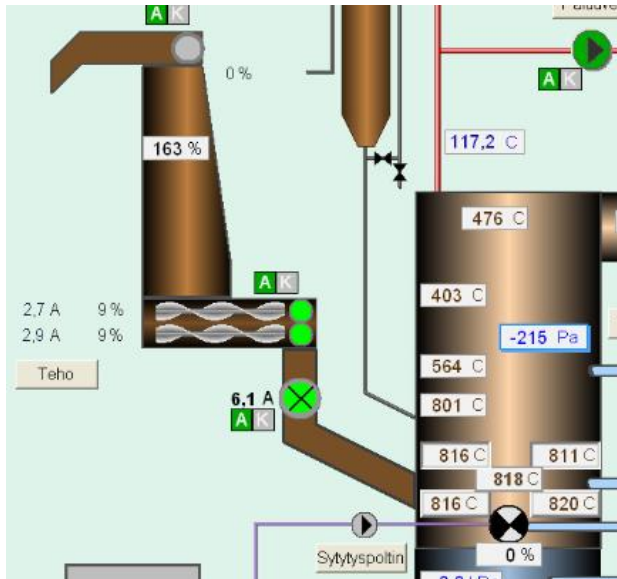 A K
0 %
A K
163 %
117,2 C
476 C
A K
403 C
2,7 A 9 %
2,9 A 9 %
-215 Pa
564 C
Teho
801 C
6,1 A
A K
816 C
811 C
818 C
816 C
820 C
Sytytyspoltin
0 %